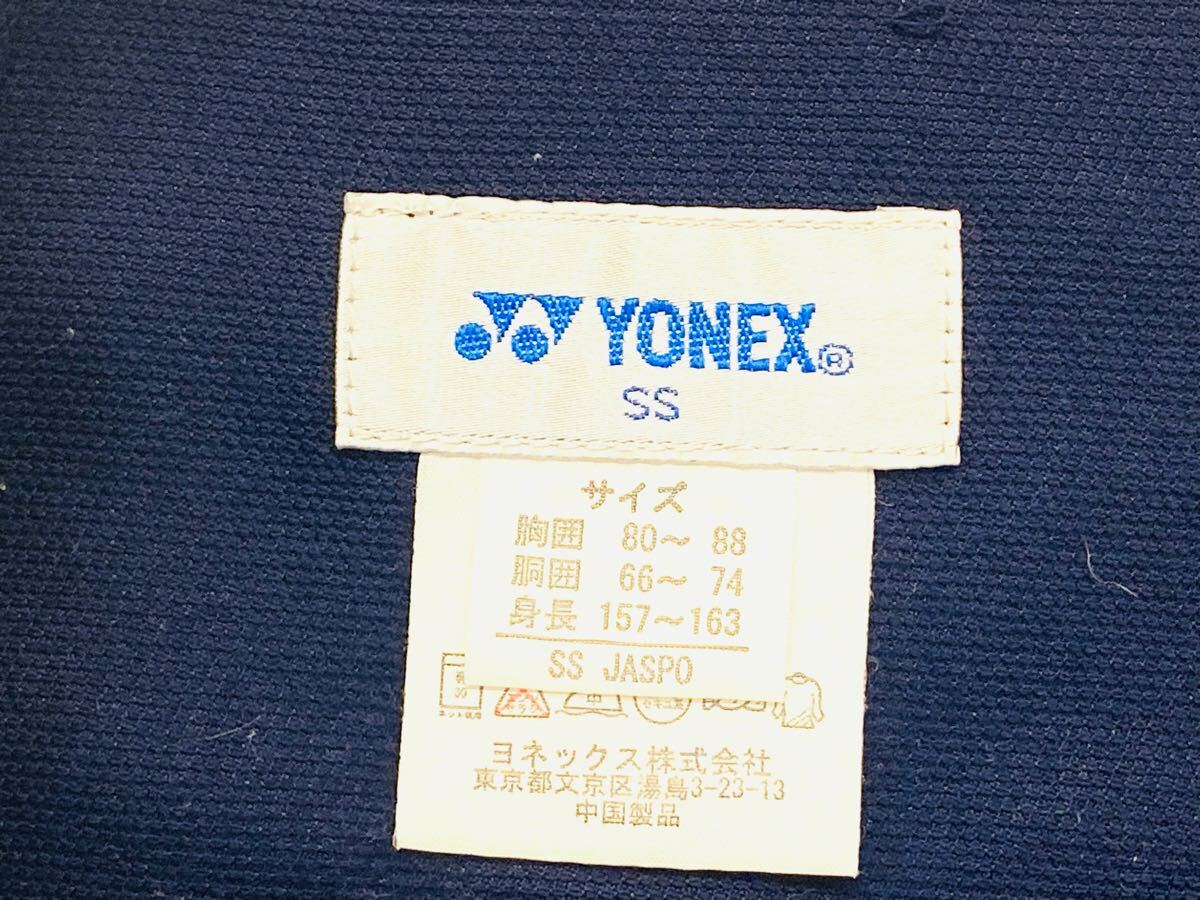 YONEX®
SS
サイズ
胸囲 80～ 88
胴囲 66～ 74
身長 157～163
SS JASPO
30
中
ヨネックス株式会社
東京都文京区湯島3-23-13
中国製品